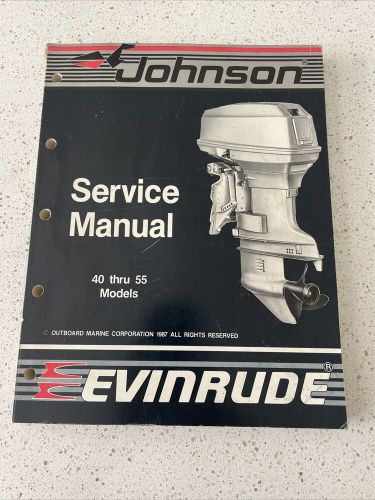 Johnson®
Service
Manual
40 thru 55
Models
© OUTBOARD MARINE CORPORATION 1987 ALL RIGHTS RESERVED
EVINRUDE®